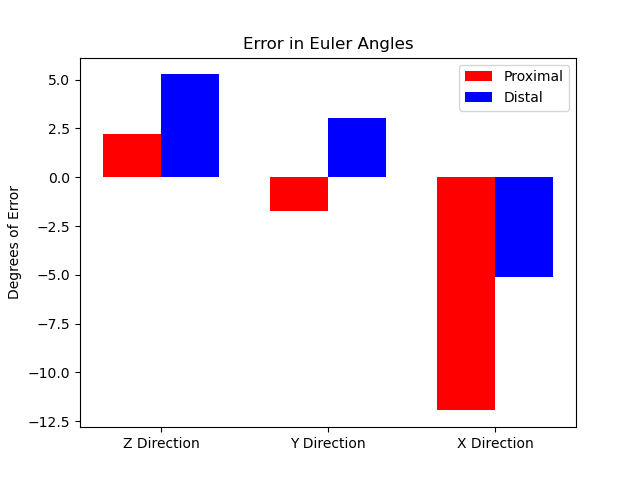 Error in Euler Angles
Proximal
Distal
Degrees of Error
5.0
2.5
0.0
−2.5
−5.0
−7.5
−10.0
−12.5
Z Direction
Y Direction
X Direction